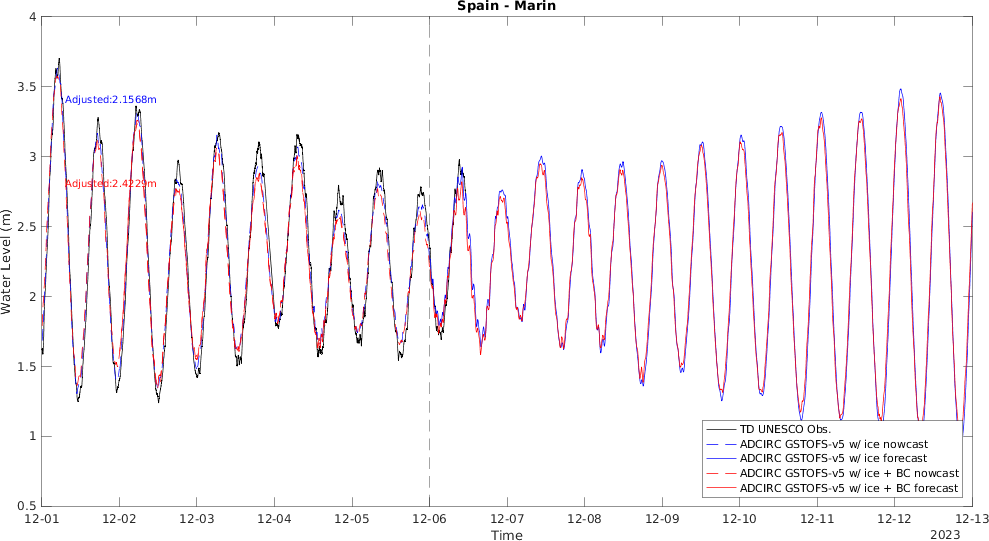 Spain - Marin
4
3.5
3
2.5
2
1.5
1
0.5
Water Level (m)
Adjusted:2.1568m
Adjusted:2.4229m
TD UNESCO Obs.
ADCIRC GSTOFS-v5 w/ ice nowcast
ADCIRC GSTOFS-v5 w/ ice forecast
ADCIRC GSTOFS-v5 w/ ice + BC nowcast
ADCIRC GSTOFS-v5 w/ ice + BC forecast
12-01 12-02 12-03 12-04 12-05 12-06 12-07 12-08 12-09 12-10 12-11 12-12 12-13
Time
2023